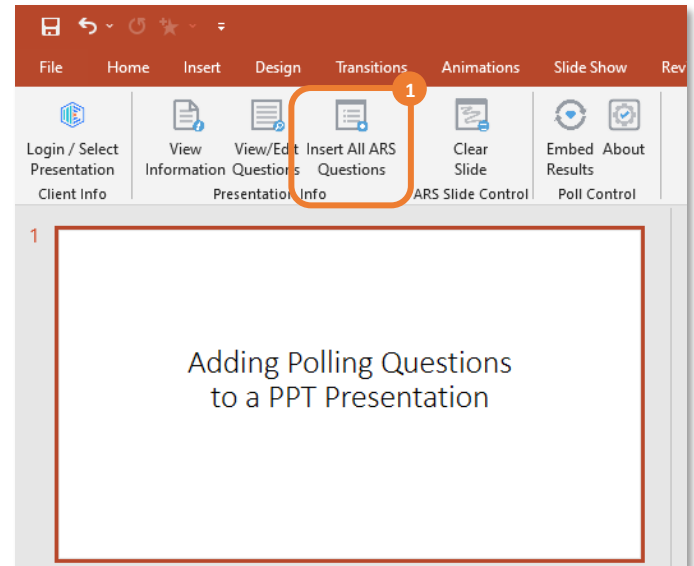 File Home Insert Design Transitions Animations Slide Show Rev
1
Login / Select Presentation
View Information
View/Edit Questions
Insert All ARS Questions
Clear Slide
Embed Results
About
Client Info
Presentation Info
ARS Slide Control
Poll Control
1
Adding Polling Questions
to a PPT Presentation